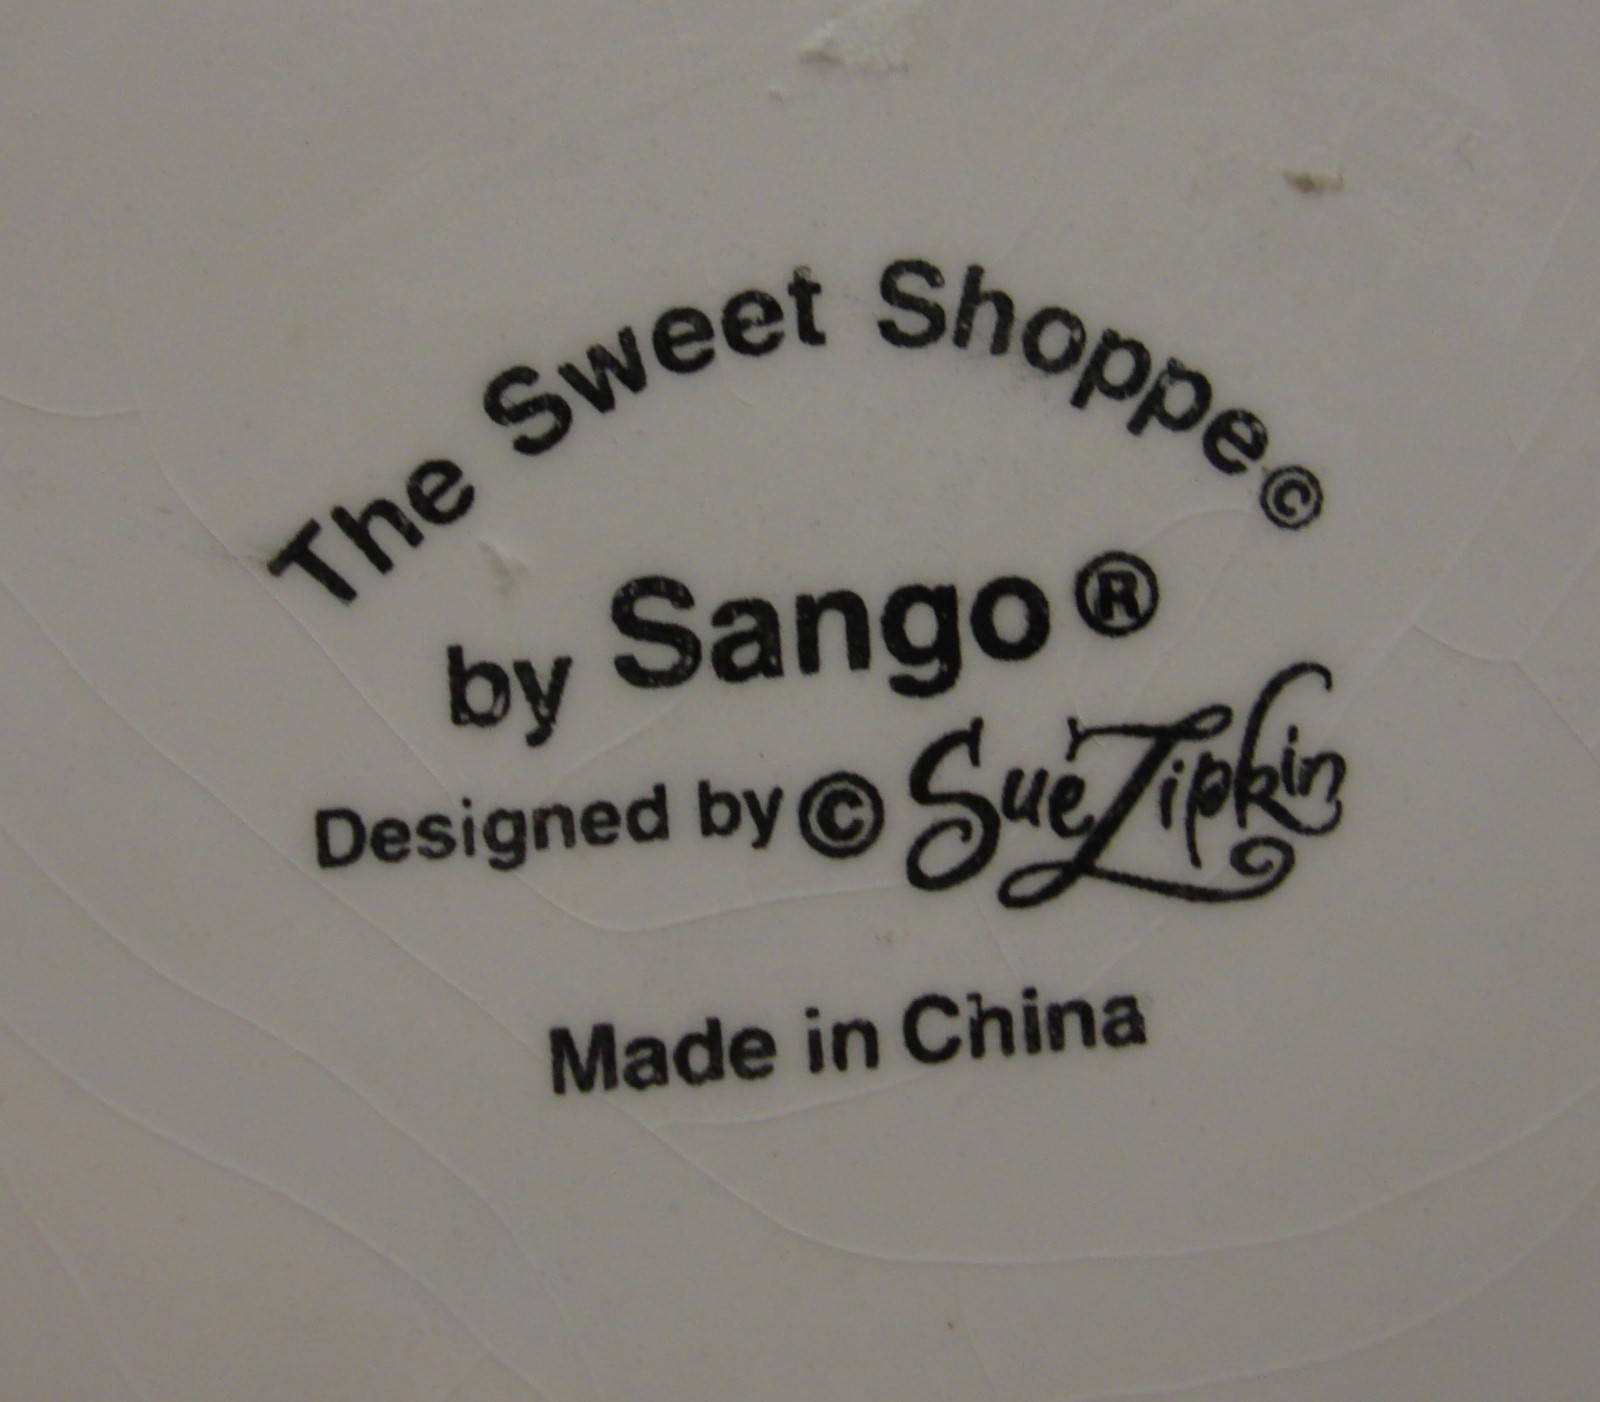 The Sweet Shoppe©
by Sango®
Designed by © Sue Zipkin
Made in China